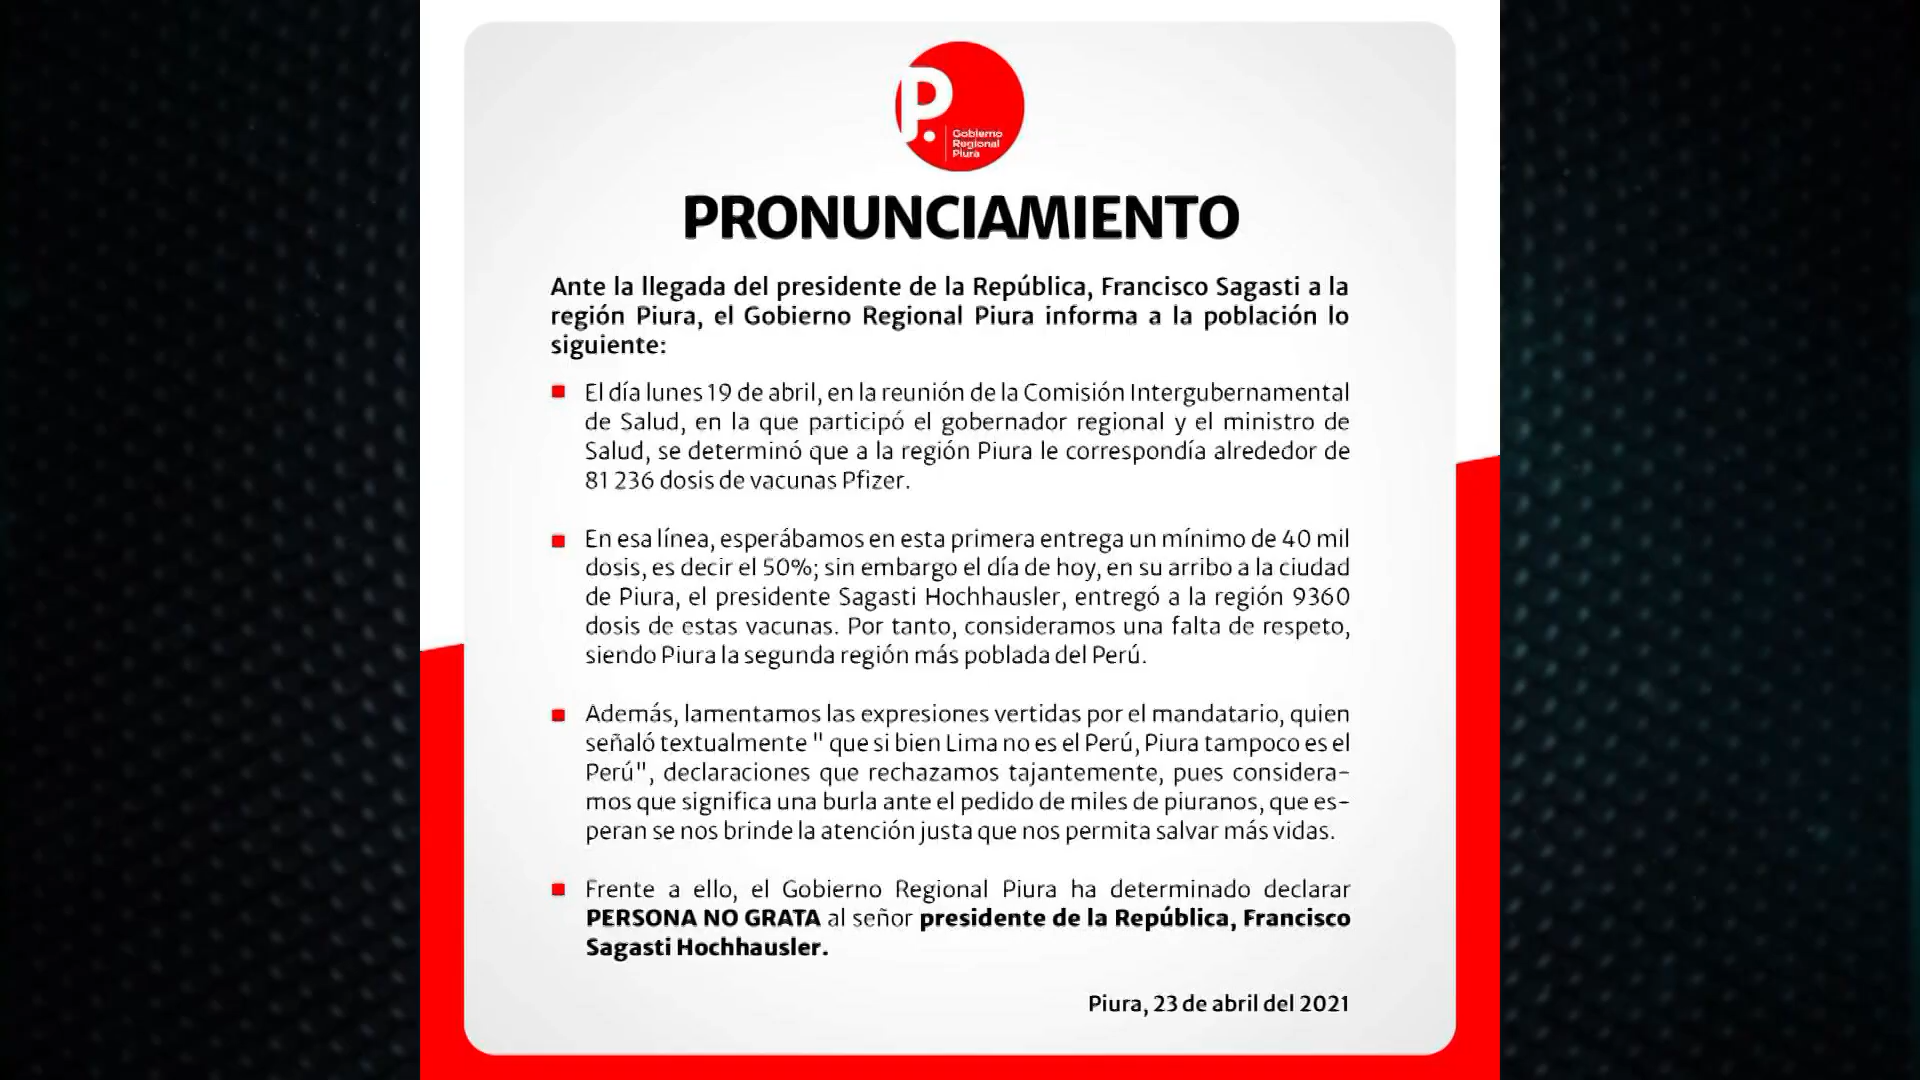 P.
Gobierno
Regional
Piura
PRONUNCIAMIENTO
Ante la llegada del presidente de la República, Francisco Sagasti a la
región Piura, el Gobierno Regional Piura informa a la población lo
siguiente:
El día lunes 19 de abril, en la reunión de la Comisión Intergubernamental
de Salud, en la que participó el gobernador regional y el ministro de
Salud, se determinó que a la región Piura le correspondía alrededor de
81 236 dosis de vacunas Pfizer.
En esa línea, esperábamos en esta primera entrega un mínimo de 40 mil
dosis, es decir el 50%; sin embargo el día de hoy, en su arribo a la ciudad
de Piura, el presidente Sagasti Hochhausler, entregó a la región 9360
dosis de estas vacunas. Por tanto, consideramos una falta de respeto,
siendo Piura la segunda región más poblada del Perú.
Además, lamentamos las expresiones vertidas por el mandatario, quien
señaló textualmente " que si bien Lima no es el Perú, Piura tampoco es el
Perú", declaraciones que rechazamos tajantemente, pues considera-
mos que significa una burla ante el pedido de miles de piuranos, que es-
peran se nos brinde la atención justa que nos permita salvar más vidas.
Frente a ello, el Gobierno Regional Piura ha determinado declarar
PERSONA NO GRATA al señor presidente de la República, Francisco
Sagasti Hochhausler.
Piura, 23 de abril del 2021